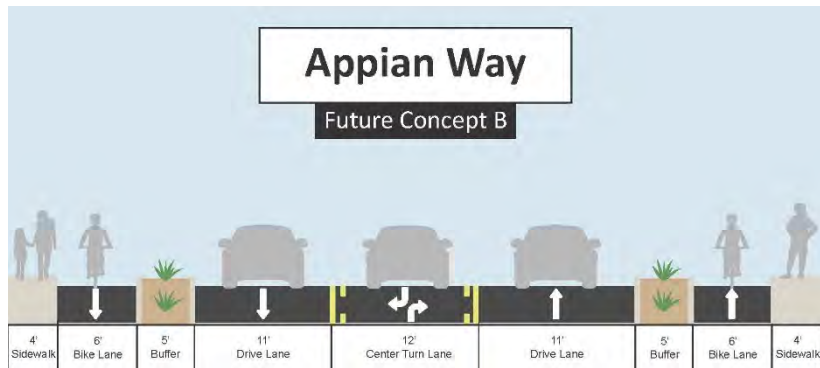 Appian Way
Future Concept B
4' 6' 5' 11' 12' 11' 5' 6' 4'
Sidewalk Bike Lane Buffer Drive Lane Center Turn Lane Drive Lane Buffer Bike Lane Sidewalk